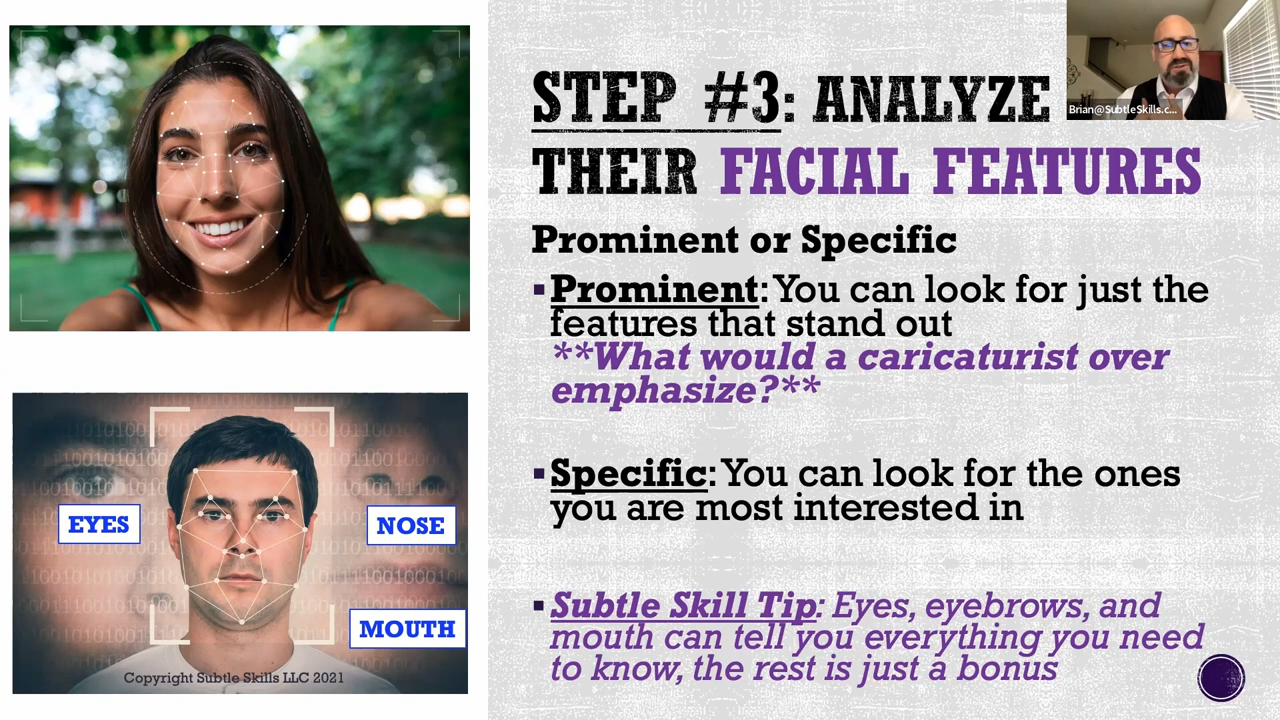 STEP #3: ANALYZE
THEIR FACIAL FEATURES
Brian@SubtleSkills.c...
Prominent or Specific
Prominent: You can look for just the
features that stand out
**What would a caricaturist over
emphasize?**
Specific: You can look for the ones
you are most interested in
Subtle Skill Tip: Eyes, eyebrows, and
mouth can tell you everything you need
to know, the rest is just a bonus
EYES
NOSE
MOUTH
Copyright Subtle Skills LLC 2021